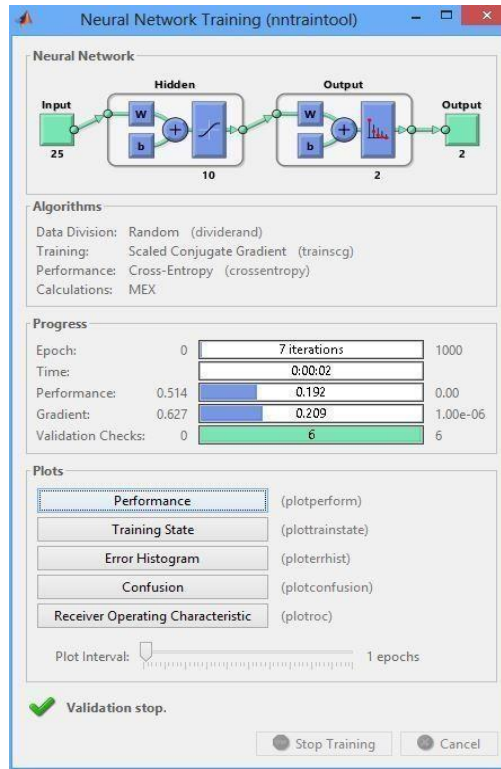 Neural Network Training (nntraintool)
Neural Network
Hidden
Output
Input
W
b
+
W
b
+
Output
25
10
2
2
Algorithms
Data Division: Random (dividerand)
Training: Scaled Conjugate Gradient (trainscg)
Performance: Cross-Entropy (crossentropy)
Calculations: MEX
Progress
Epoch: 0 7 iterations 1000
Time: 0:00:02
Performance: 0.514 0.192 0.00
Gradient: 0.627 0.209 1.00e-06
Validation Checks: 0 6 6
Plots
Performance (plotperform)
Training State (plottrainstate)
Error Histogram (ploterrhist)
Confusion (plotconfusion)
Receiver Operating Characteristic (plotroc)
Plot Interval: 1 epochs
Validation stop.
Stop Training Cancel